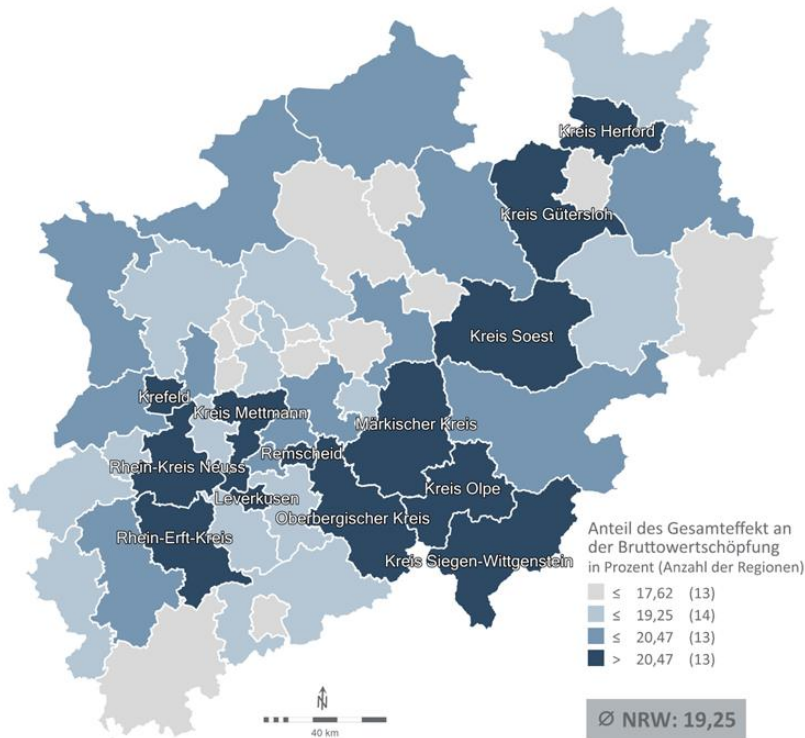 Kreis Herford
Kreis Gütersloh
Kreis Soest
Krefeld
Kreis Mettmann
Märkischer Kreis
Rhein-Kreis Neuss
Remscheid
Kreis Olpe
Leverkusen
Oberbergischer Kreis
Rhein-Erft-Kreis
Kreis Siegen-Wittgenstein
Anteil des Gesamteffekt an
der Bruttowertschöpfung
in Prozent (Anzahl der Regionen)
≤ 17,62 (13)
≤ 19,25 (14)
≤ 20,47 (13)
> 20,47 (13)
N
40 km
Ø NRW: 19,25